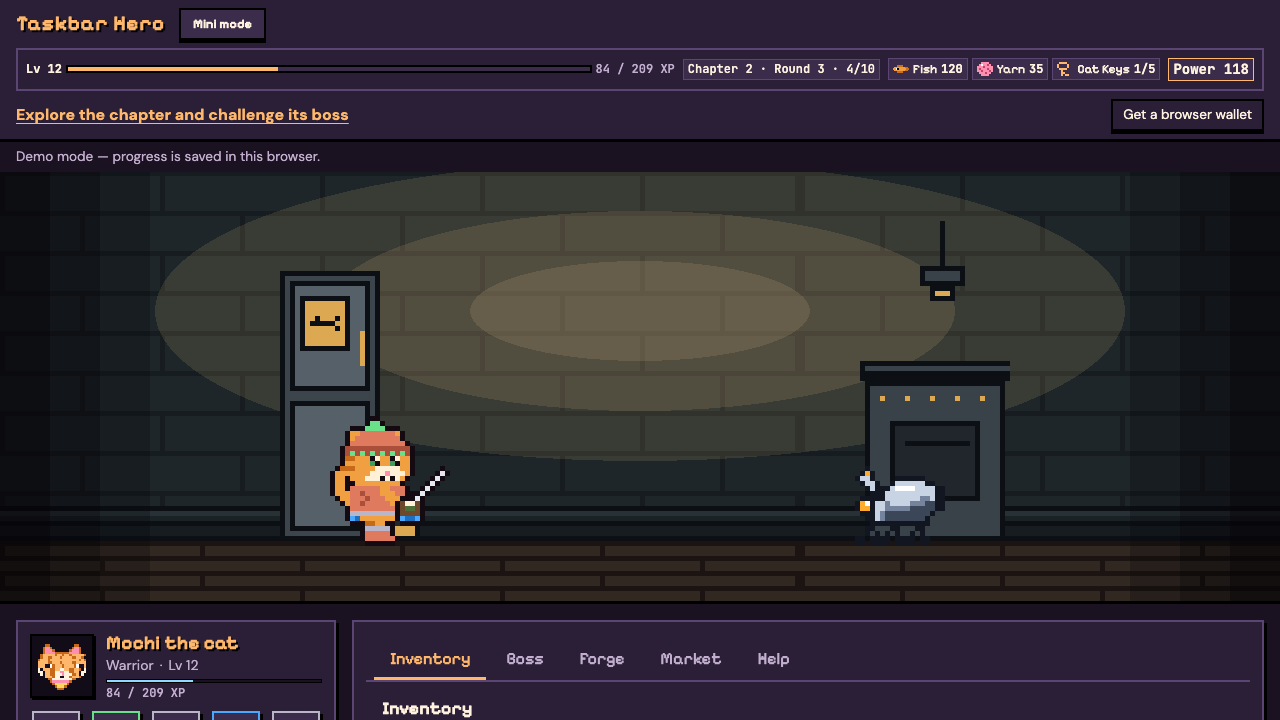 Taskbar Hero
Mini mode
Lv 12
84 / 209 XP
Chapter 2 · Round 3 · 4/10
Fish 120
Yarn 35
Cat Keys 1/5
Power 118
Explore the chapter and challenge its boss
Get a browser wallet
Demo mode — progress is saved in this browser.
Mochi the cat
Warrior · Lv 12
84 / 209 XP
Inventory
Boss
Forge
Market
Help
Inventory